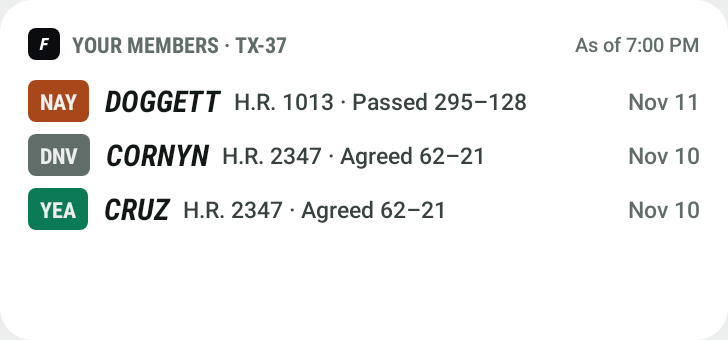 F YOUR MEMBERS · TX-37 As of 7:00 PM
NAY DOGGETT H.R. 1013 · Passed 295–128 Nov 11
DNV CORNYN H.R. 2347 · Agreed 62–21 Nov 10
YEA CRUZ H.R. 2347 · Agreed 62–21 Nov 10